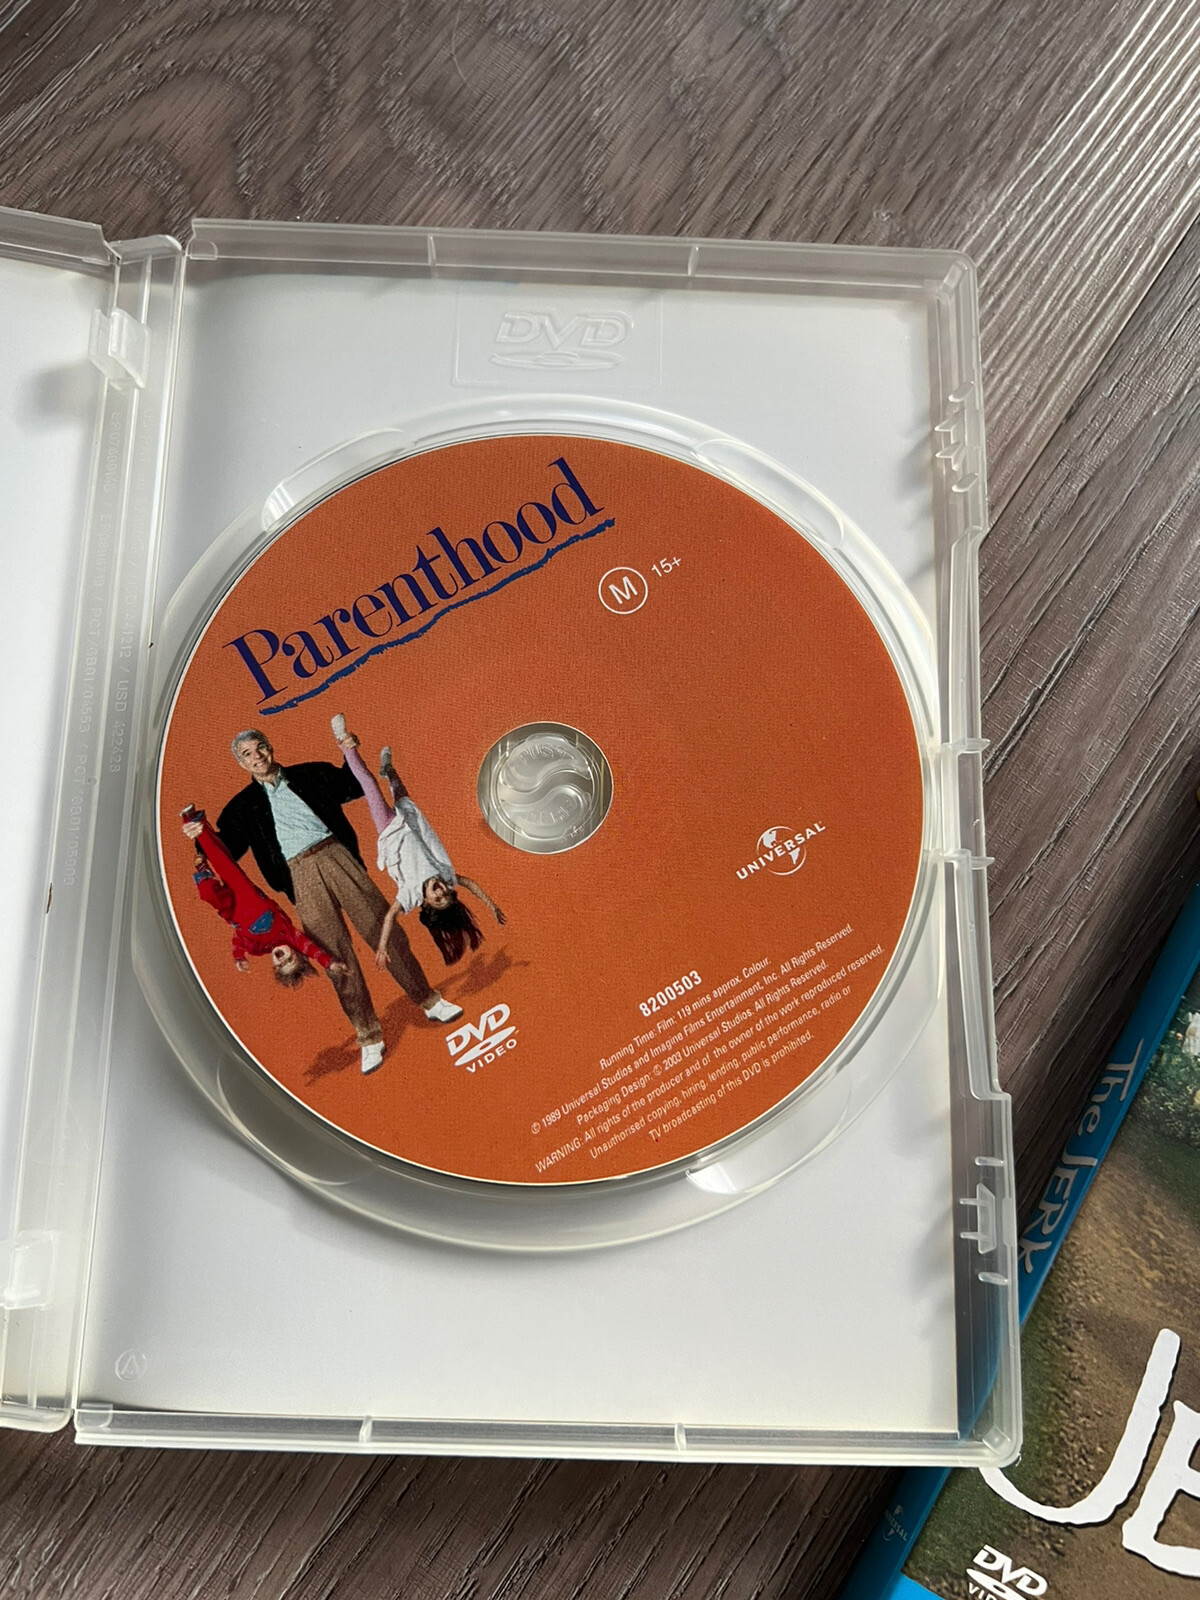 DVD
Parenthood
M 15+
UNIVERSAL
DVD
VIDEO
8200503
Running Time: Film: 119 mins approx. Colour.
© 1989 Universal Studios and Imagine Films Entertainment, Inc. All Rights Reserved.
Packaging Design: © 2003 Universal Studios. All Rights Reserved.
WARNING: All rights of the producer and of the owner of the work reproduced reserved.
Unauthorised copying, hiring, lending, public performance, radio or
TV broadcasting of this DVD is prohibited.
The JERK
UNIVERSAL
JE
DVD